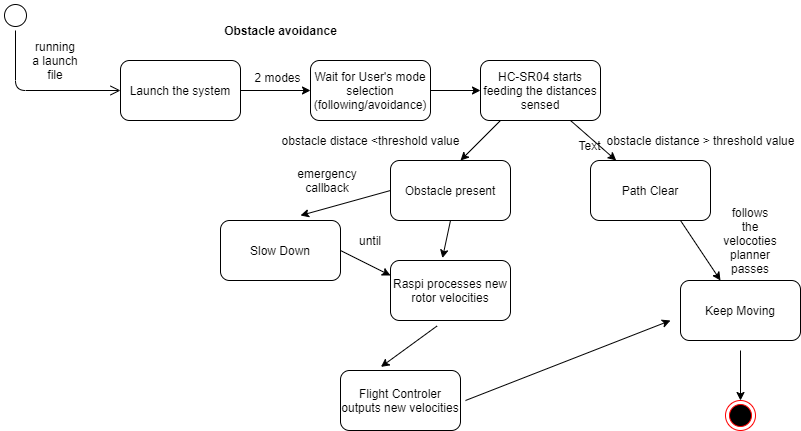 Obstacle avoidance
running
a launch
file
Launch the system
2 modes
Wait for User's mode
selection
(following/avoidance)
HC-SR04 starts
feeding the distances
sensed
obstacle distace <threshold value
Text
obstacle distance > threshold value
emergency
callback
Obstacle present
Path Clear
follows
the
velocoties
planner
passes
Slow Down
until
Raspi processes new
rotor velocities
Keep Moving
Flight Controler
outputs new velocities